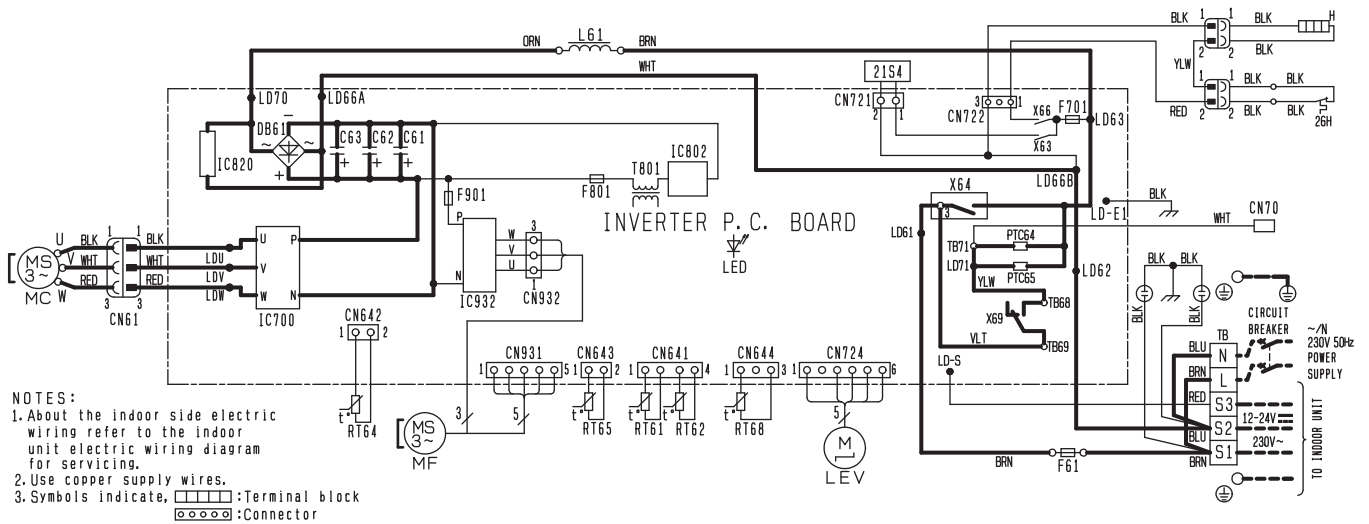 ORN L61 BRN
WHT
LD70 LD66A
DB61 − ~ ~ +
IC820
C63 C62 C61
+ + +
F901
F801
T801
IC802
INVERTER P.C. BOARD
LED
21S4
CN721
2 1
3 CN722 1
X66 F701
X63
LD63
LD66B
X64
3
LD-E1
BLK
WHT CN70
LD61
TB71
PTC64
LD71
PTC65
LD62
YLW
TB68
X69
VLT TB69
LD-S
BLK 1 1 BLK H
2 2 BLK
YLW
1 1 BLK BLK
RED 2 2 BLK BLK
26H
MS
3~
MC
U BLK 1 1 BLK LDU U P
V WHT WHT LDV V
W RED 3 3 RED LDW W N
CN61
IC700
P
N
IC932
W 3
V
U 1
CN932
CN642
1 2
t°
RT64
CN931
1 5
CN643
1 2
CN641
1 4
CN644
1 3
CN724
1 6
3
5
t° RT65
t° RT61
t° RT62
t° RT68
5
MS
3~
MF
M
LEV
BRN F61
BLK BLK
BLK BLK
CIRCUIT
BREAKER
~/N
230V 50Hz
POWER
SUPPLY
TB
BLU N
BRN L
RED S3
12-24V
S2
BLU 230V~
S1
BRN
TO INDOOR UNIT
NOTES:
1. About the indoor side electric
wiring refer to the indoor
unit electric wiring diagram
for servicing.
2. Use copper supply wires.
3. Symbols indicate, :Terminal block
:Connector